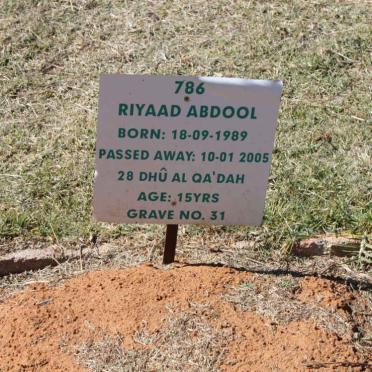 786
RIYAAD ABDOOL
BORN: 18-09-1989
PASSED AWAY: 10-01 2005
28 DHÛ AL QA'DAH
AGE: 15YRS
GRAVE NO. 31